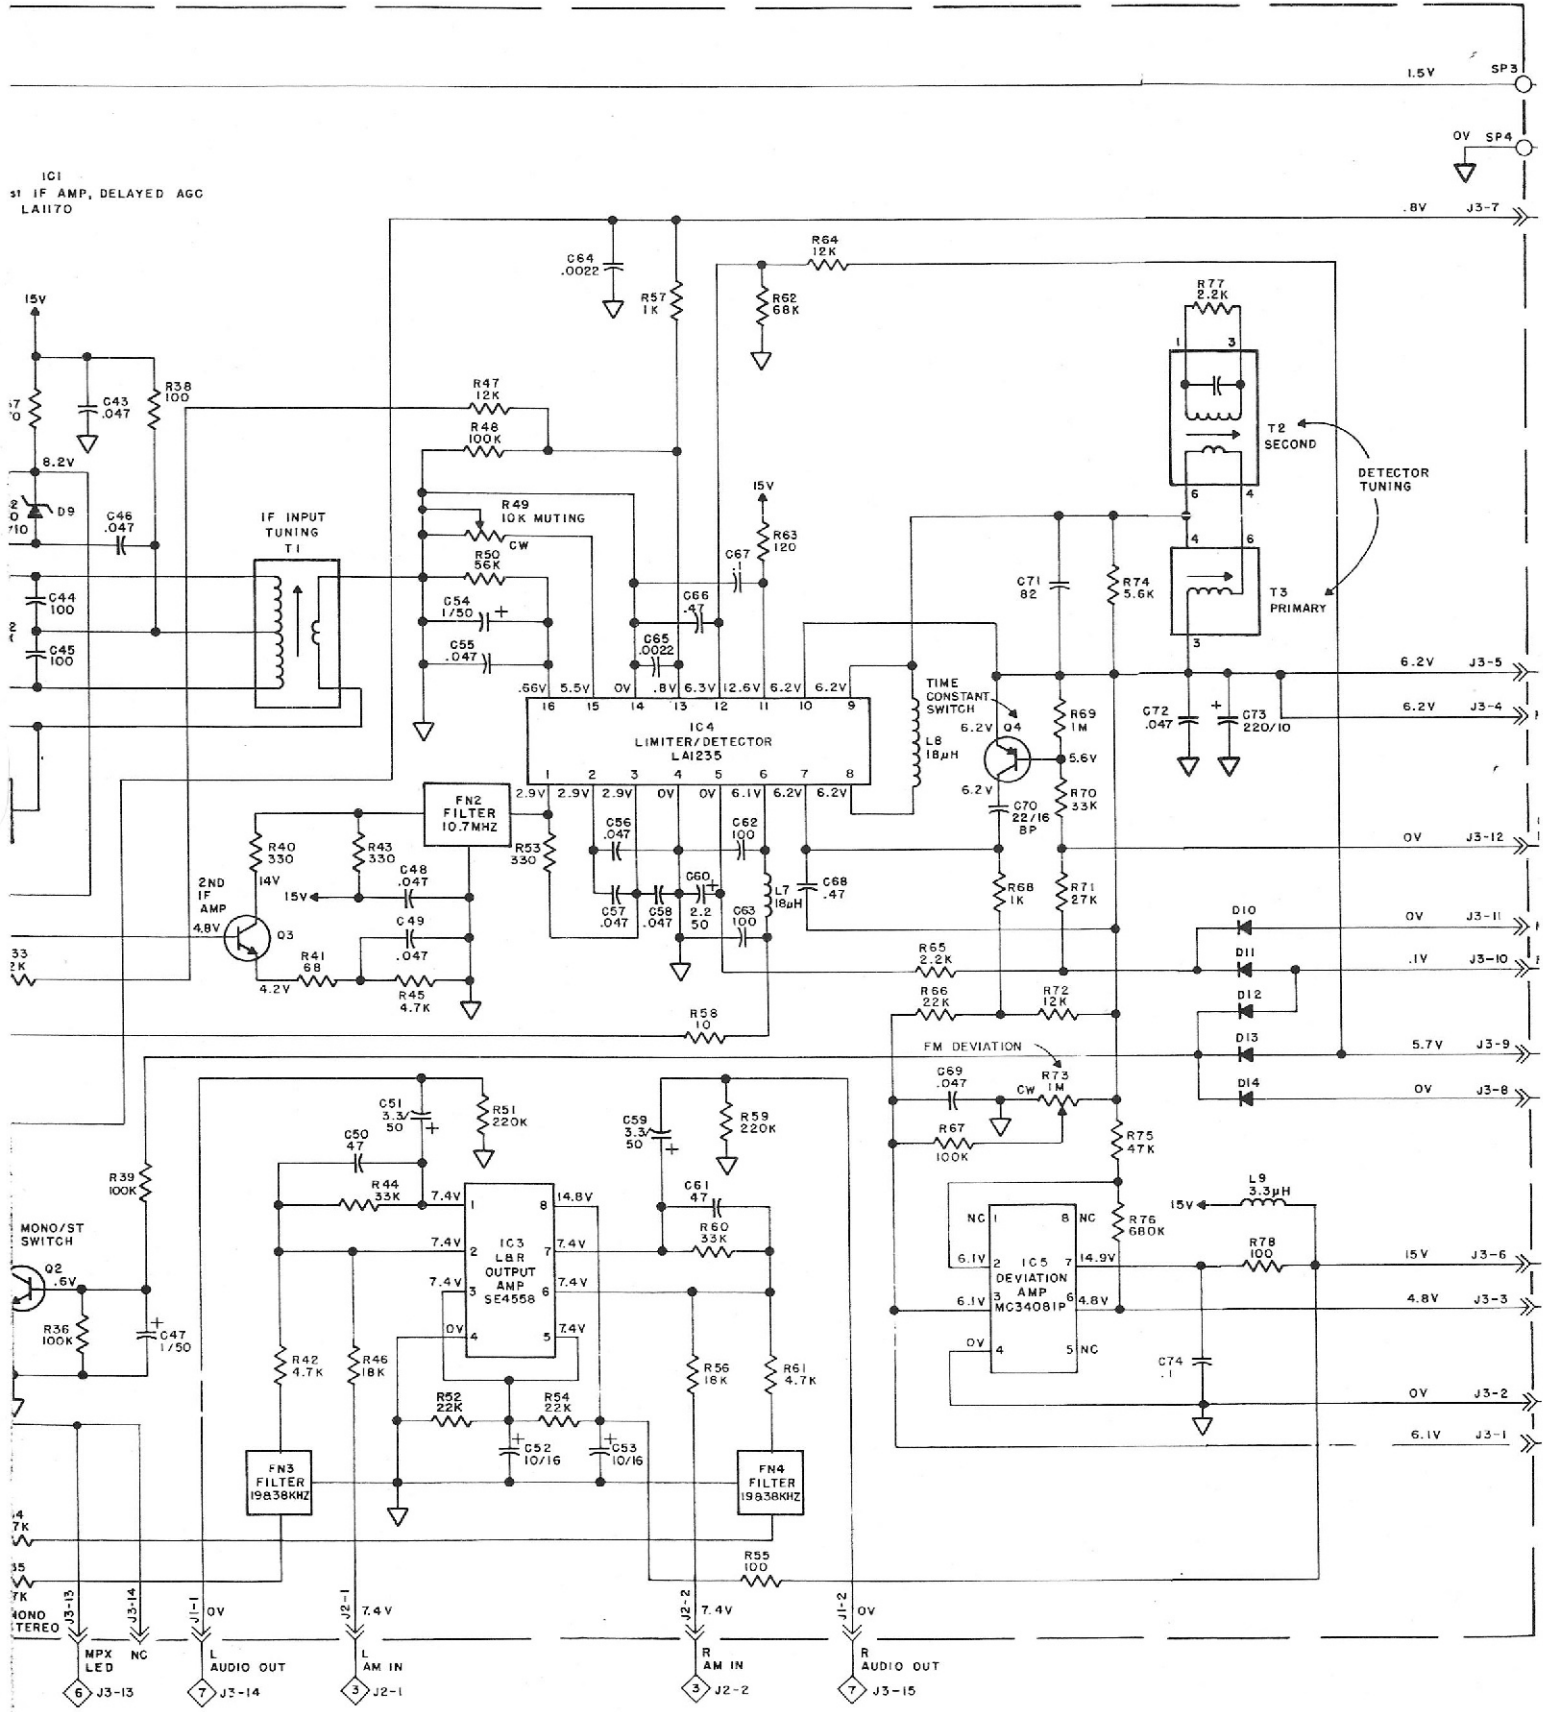 1.5V SP3
0V SP4
IC1
st IF AMP, DELAYED AGC
LA1170
.8V J3-7
R64
12K
C64
.0022
R57
1K
R62
68K
R77
2.2K
15V
1 3
R38
100
C43
.047
R47
12K
R48
100K
T2
SECOND
8.2V
DETECTOR
TUNING
6 4
D9
C46
.047
IF INPUT
TUNING
T1
R49
10K MUTING
CW
15V
R63
120
R50
56K
C67
.1
4 6
C44
100
C54
1/50 +
C66
.47
C71
82
R74
5.6K
T3
PRIMARY
C45
100
C55
.047
C65
.0022
3
6.2V J3-5
.66V 5.5V 0V .8V 6.3V 12.6V 6.2V 6.2V
16 15 14 13 12 11 10 9
TIME
CONSTANT
SWITCH
IC4
LIMITER/DETECTOR
LA1235
6.2V Q4
R69
1M
C72
.047
+
C73
220/10
6.2V J3-4
L8
18µH
5.6V
1 2 3 4 5 6 7 8
2.9V 2.9V 2.9V 0V 0V 6.1V 6.2V 6.2V
6.2V
FN2
FILTER
10.7MHZ
C70
22/16
BP
R70
33K
R40
330
R43
330
R53
330
C56
.047
C62
100
0V J3-12
14V
2ND
IF
AMP
C48
.047
15V
C57
.047
C58
.047
C60
+
2.2
50
C63
100
L7
18µH
C68
.47
R68
1K
R71
27K
4.8V
Q3
C49
.047
D10
0V J3-11
R41
68
R65
2.2K
D11
.1V J3-10
4.2V
R45
4.7K
R66
22K
R72
12K
D12
R58
10
FM DEVIATION
D13
5.7V J3-9
C69
.047
CW
R73
1M
D14
0V J3-8
C51
3.3/
50 +
R51
220K
C59
3.3/
50 +
R59
220K
C50
47
R67
100K
R75
47K
R39
100K
R44
33K
C61
47
L9
3.3µH
7.4V 1 8 14.8V
R60
33K
15V
MONO/ST
SWITCH
NC 1 8 NC
R76
680K
7.4V 2 7 7.4V
IC3
L&R
OUTPUT
AMP
SE4558
R78
100
15V J3-6
6.1V 2 7 14.9V
IC5
DEVIATION
AMP
MC34081P
Q2
.6V
7.4V 3 6 7.4V
6.1V 3 6 4.8V
4.8V J3-3
R36
100K
+
C47
1/50
0V 4 5 7.4V
0V 4 5 NC
R42
4.7K
R46
18K
R56
18K
R61
4.7K
C74
.1
R52
22K
R54
22K
0V J3-2
+
C52
10/16
+
C53
10/16
6.1V J3-1
FN3
FILTER
19&38KHZ
FN4
FILTER
19&38KHZ
R55
100
J3-13
J3-14
J1-1 0V
J2-1 7.4V
J2-2 7.4V
J1-2 0V
MPX
LED
NC
L
AUDIO OUT
L
AM IN
R
AM IN
R
AUDIO OUT
6 J3-13
7 J3-14
3 J2-1
3 J2-2
7 J3-15